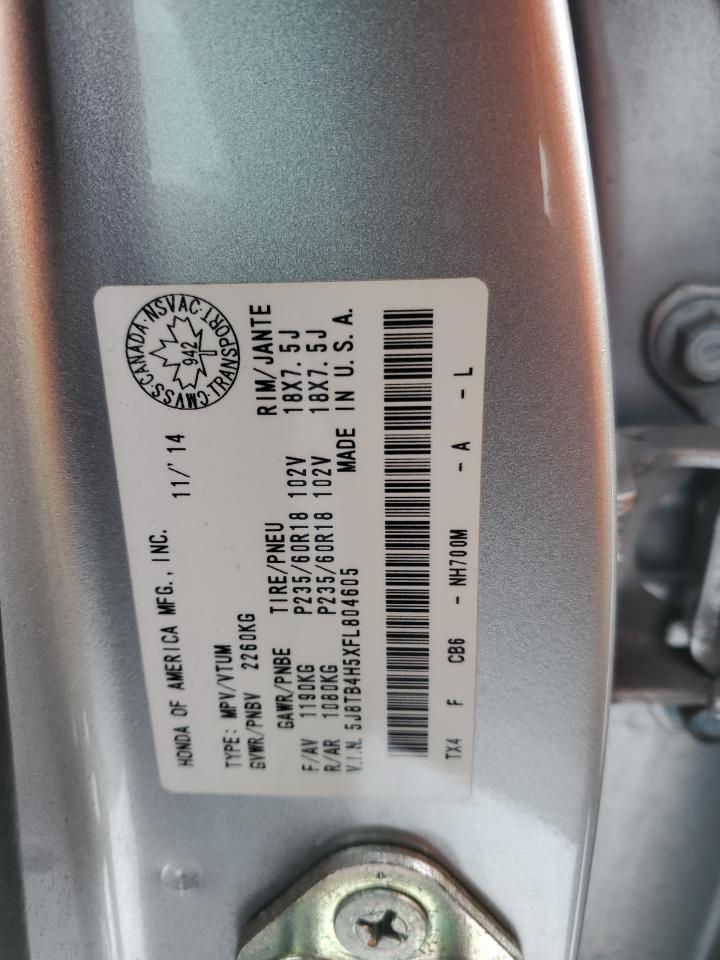 HONDA OF AMERICA MFG., INC. 11/'14
CMVSS·CANADA·NSVAC·TRANSPORT·
942
TYPE: MPV/VTUM
GVWR/PNBV 2260KG
GAWR/PNBE TIRE/PNEU RIM/JANTE
F/AV 1190KG P235/60R18 102V 18X7.5J
R/AR 1080KG P235/60R18 102V 18X7.5J
V.I.N. 5J8TB4H5XFL804605 MADE IN U.S.A.
TX4 F CB6 - NH700M - A - L